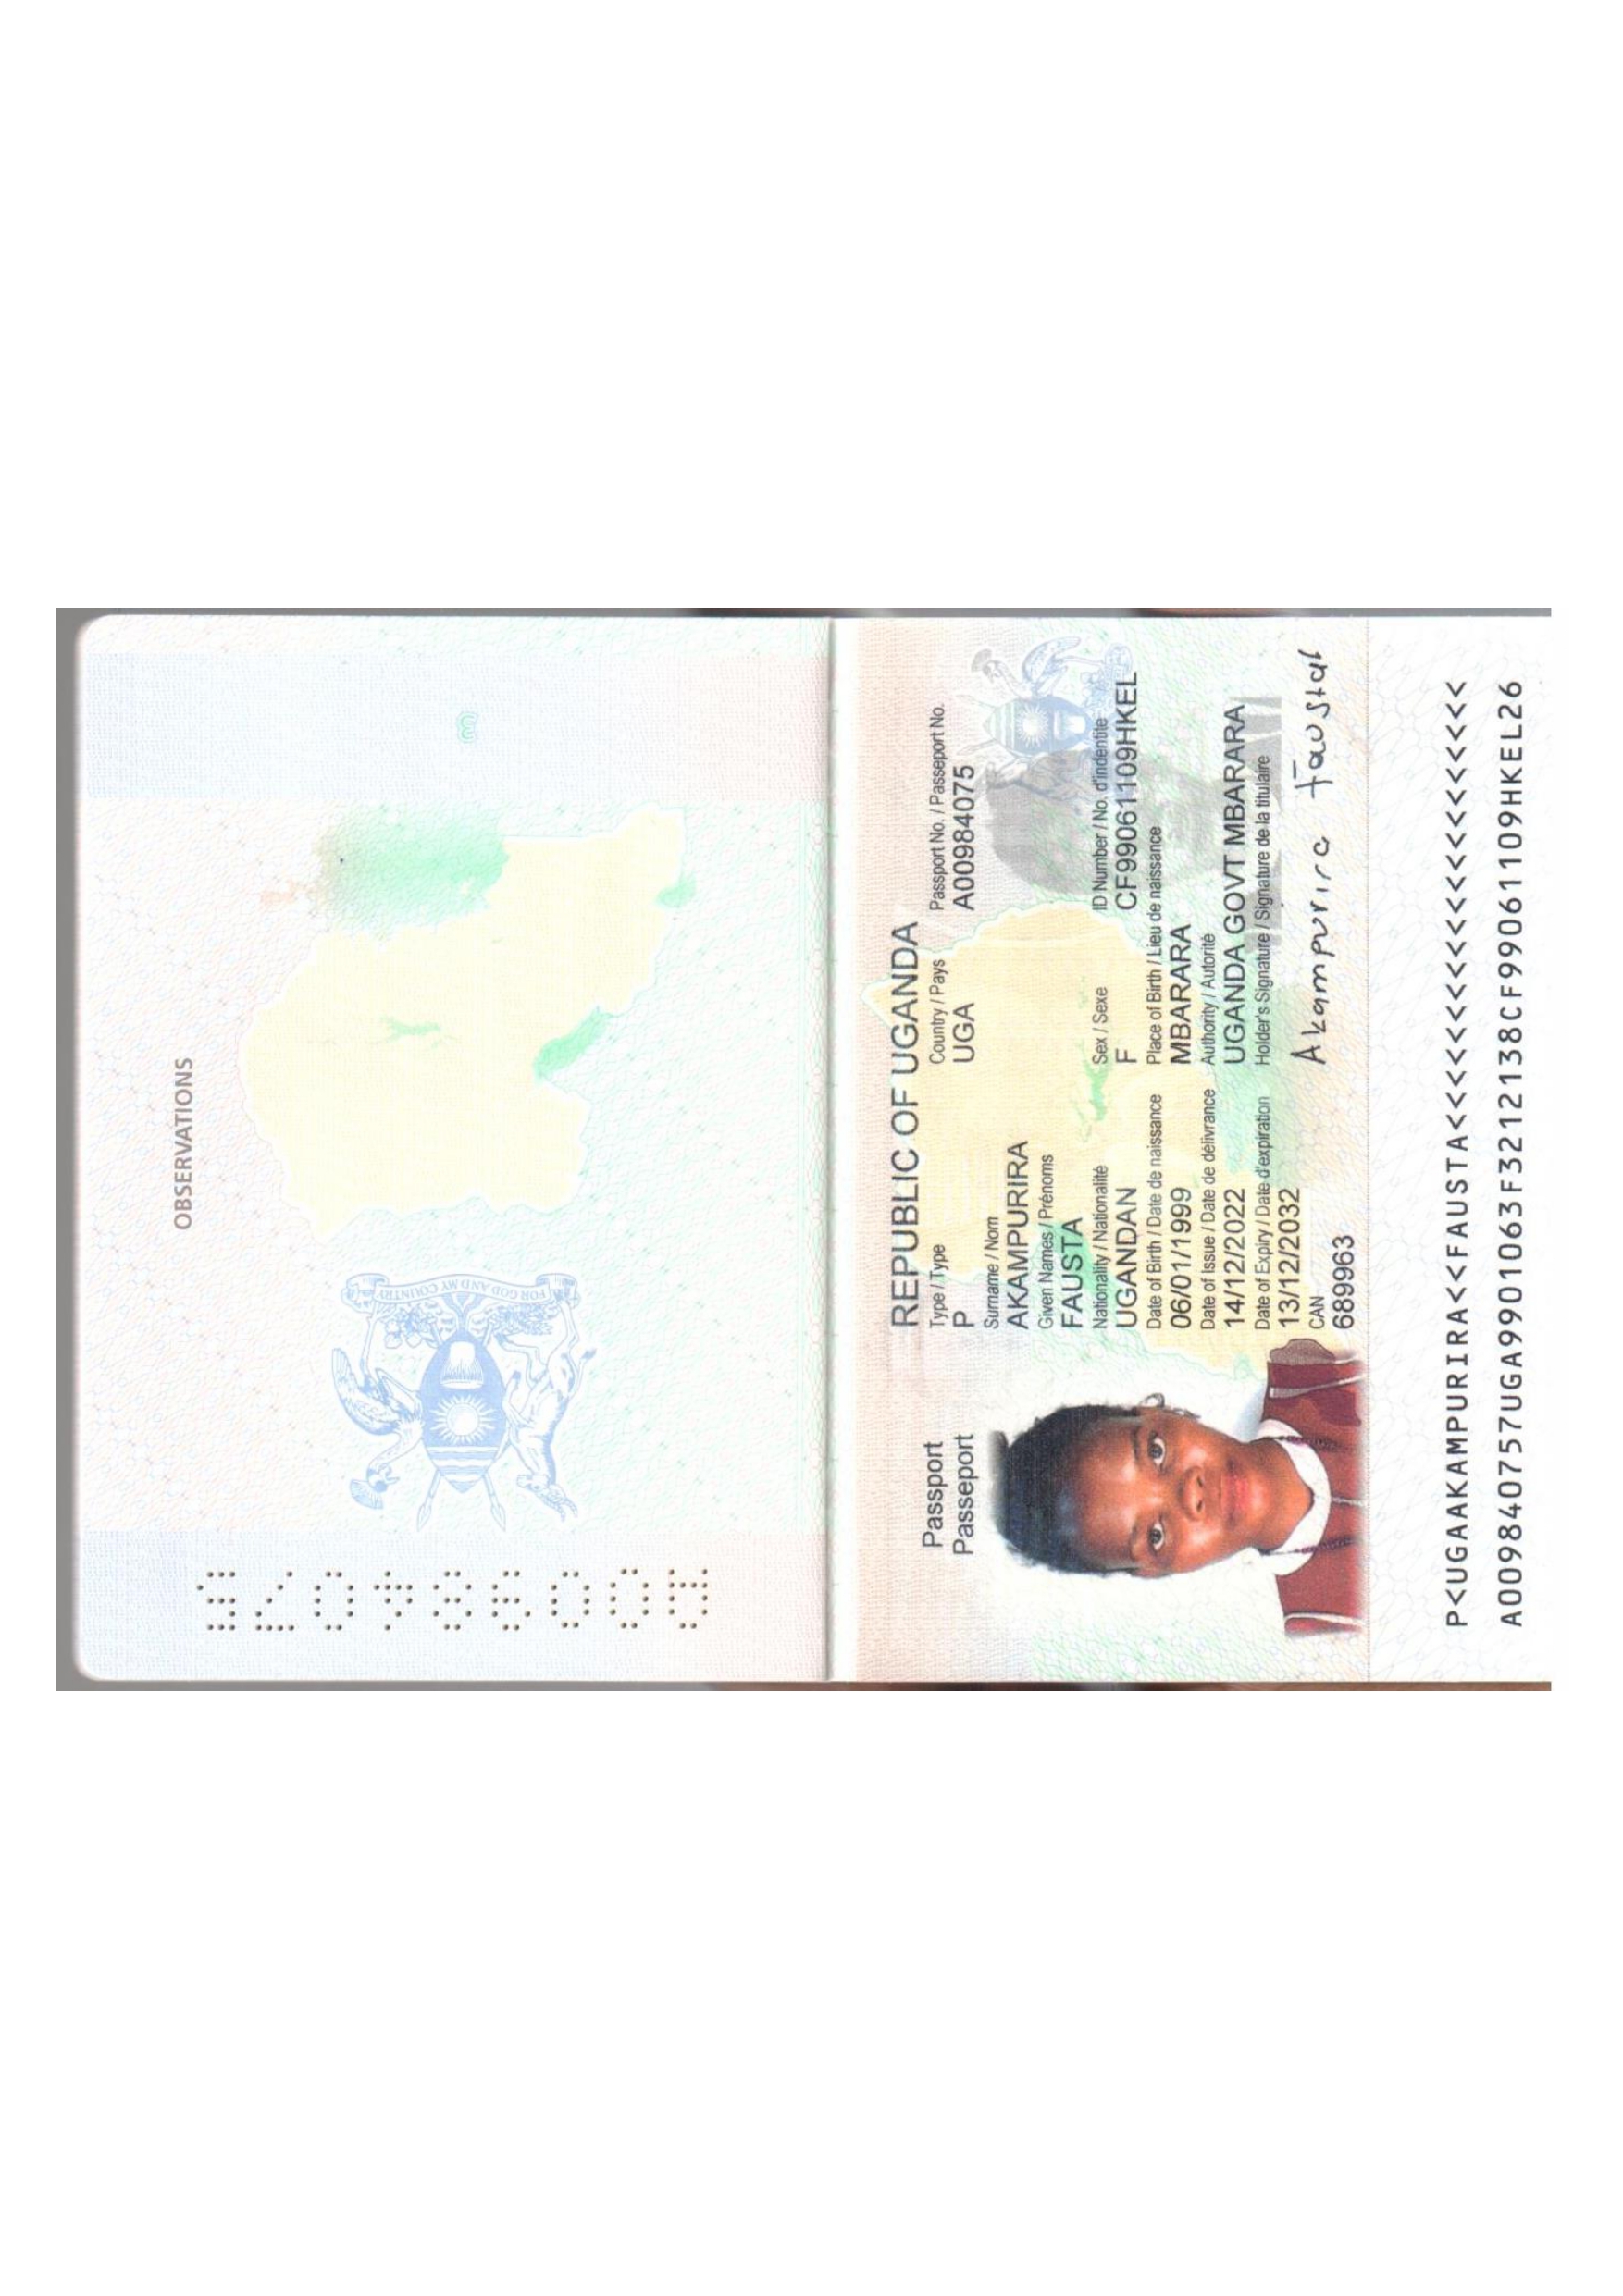 OBSERVATIONS
A00984075
FOR GOD AND MY COUNTRY
3
REPUBLIC OF UGANDA
Passport
Passeport
Type / Type Country / Pays Passport No. / Passeport No.
P UGA A00984075
Surname / Nom
AKAMPURIRA
Given Names / Prénoms
FAUSTA
Nationality / Nationalité Sex / Sexe ID Number / No. d'indentite
UGANDAN F CF99061109HKEL
Date of Birth / Date de naissance Place of Birth / Lieu de naissance
06/01/1999 MBARARA
Date of Issue / Date de délivrance Authority / Autorité
14/12/2022 UGANDA GOVT MBARARA
Date of Expiry / Date d'expiration Holder's Signature / Signature de la titulaire
13/12/2032
Akampurira Fausta
CAN
689963
P<UGAAKAMPURIRA<<FAUSTA<<<<<<<<<<<<<<<<<<<<<
A009840757UGA9901063F3212138CF99061109HKEL26